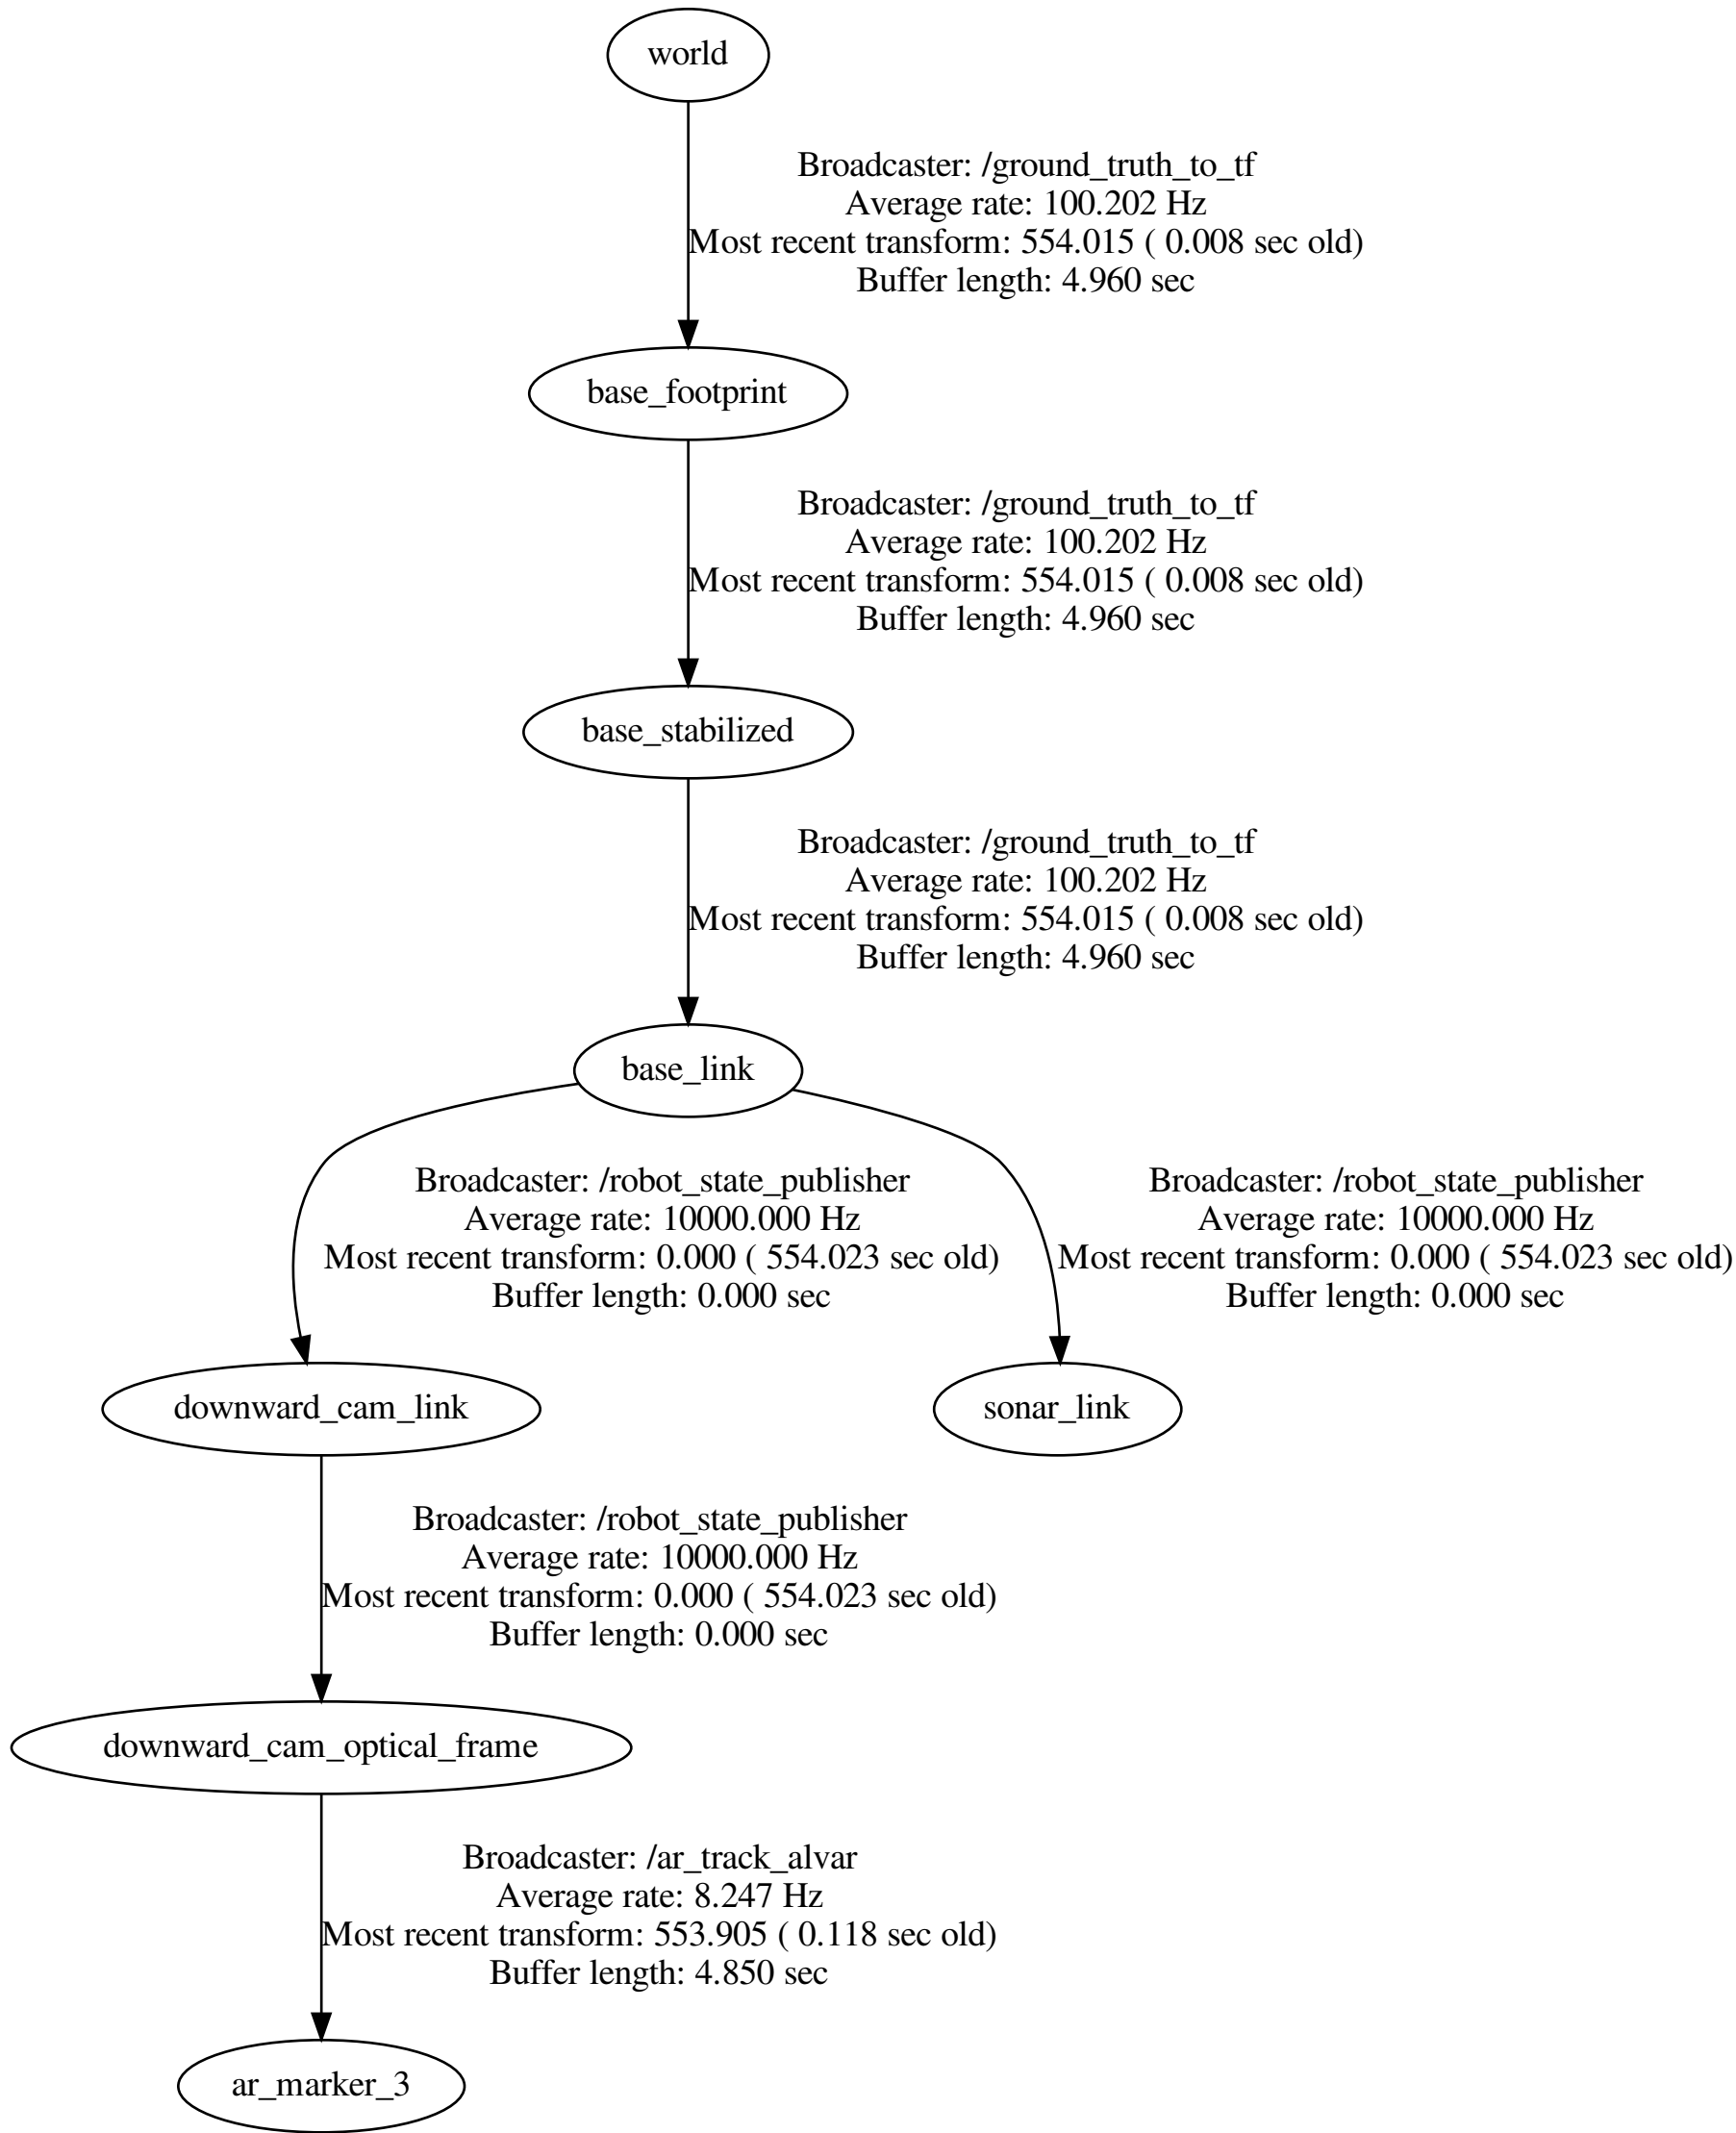 world
Broadcaster: /ground_truth_to_tf
Average rate: 100.202 Hz
Most recent transform: 554.015 ( 0.008 sec old)
Buffer length: 4.960 sec
base_footprint
Broadcaster: /ground_truth_to_tf
Average rate: 100.202 Hz
Most recent transform: 554.015 ( 0.008 sec old)
Buffer length: 4.960 sec
base_stabilized
Broadcaster: /ground_truth_to_tf
Average rate: 100.202 Hz
Most recent transform: 554.015 ( 0.008 sec old)
Buffer length: 4.960 sec
base_link
Broadcaster: /robot_state_publisher
Average rate: 10000.000 Hz
Most recent transform: 0.000 ( 554.023 sec old)
Buffer length: 0.000 sec
Broadcaster: /robot_state_publisher
Average rate: 10000.000 Hz
Most recent transform: 0.000 ( 554.023 sec old)
Buffer length: 0.000 sec
downward_cam_link
sonar_link
Broadcaster: /robot_state_publisher
Average rate: 10000.000 Hz
Most recent transform: 0.000 ( 554.023 sec old)
Buffer length: 0.000 sec
downward_cam_optical_frame
Broadcaster: /ar_track_alvar
Average rate: 8.247 Hz
Most recent transform: 553.905 ( 0.118 sec old)
Buffer length: 4.850 sec
ar_marker_3